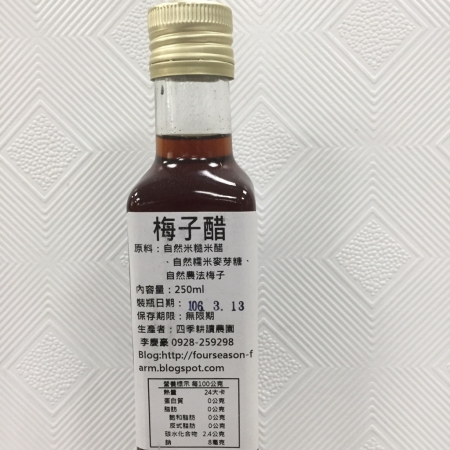 梅子醋
原料：自然米糙米醋
、自然糯米麥芽糖、
自然農法梅子
內容量：250ml
裝瓶日期：106. 3. 13
保存期限：無限期
生產者：四季耕讀農園
李慶豪 0928-259298
Blog:http://fourseason-f
arm.blogspot.com
營養標示 每100公克
熱量 24大卡
蛋白質 0公克
脂肪 0公克
飽和脂肪 0公克
反式脂肪 0公克
碳水化合物 2.4公克
鈉 8毫克